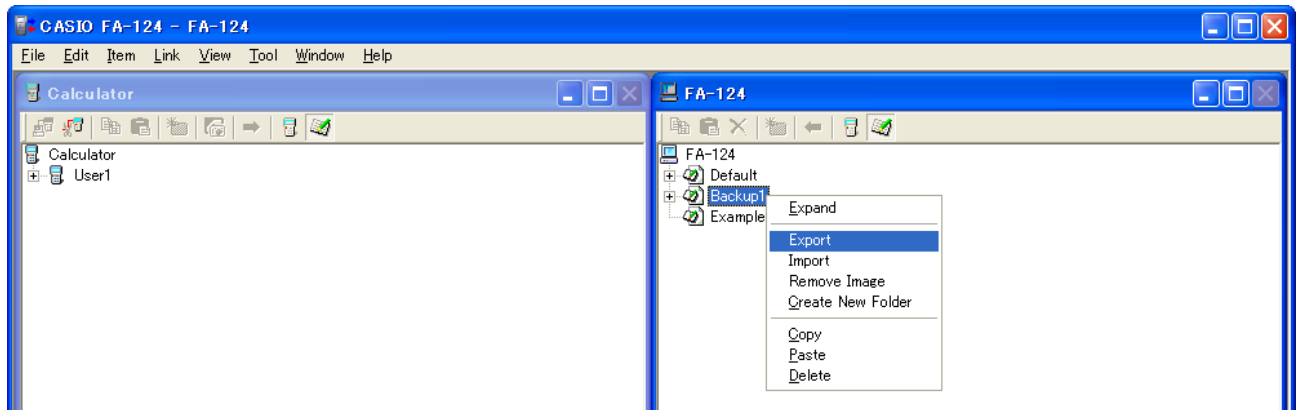 CASIO FA-124 - FA-124
File Edit Item Link View Tool Window Help
Calculator
Calculator
User1
FA-124
FA-124
Default
Backup1
Example
Expand
Export
Import
Remove Image
Create New Folder
Copy
Paste
Delete